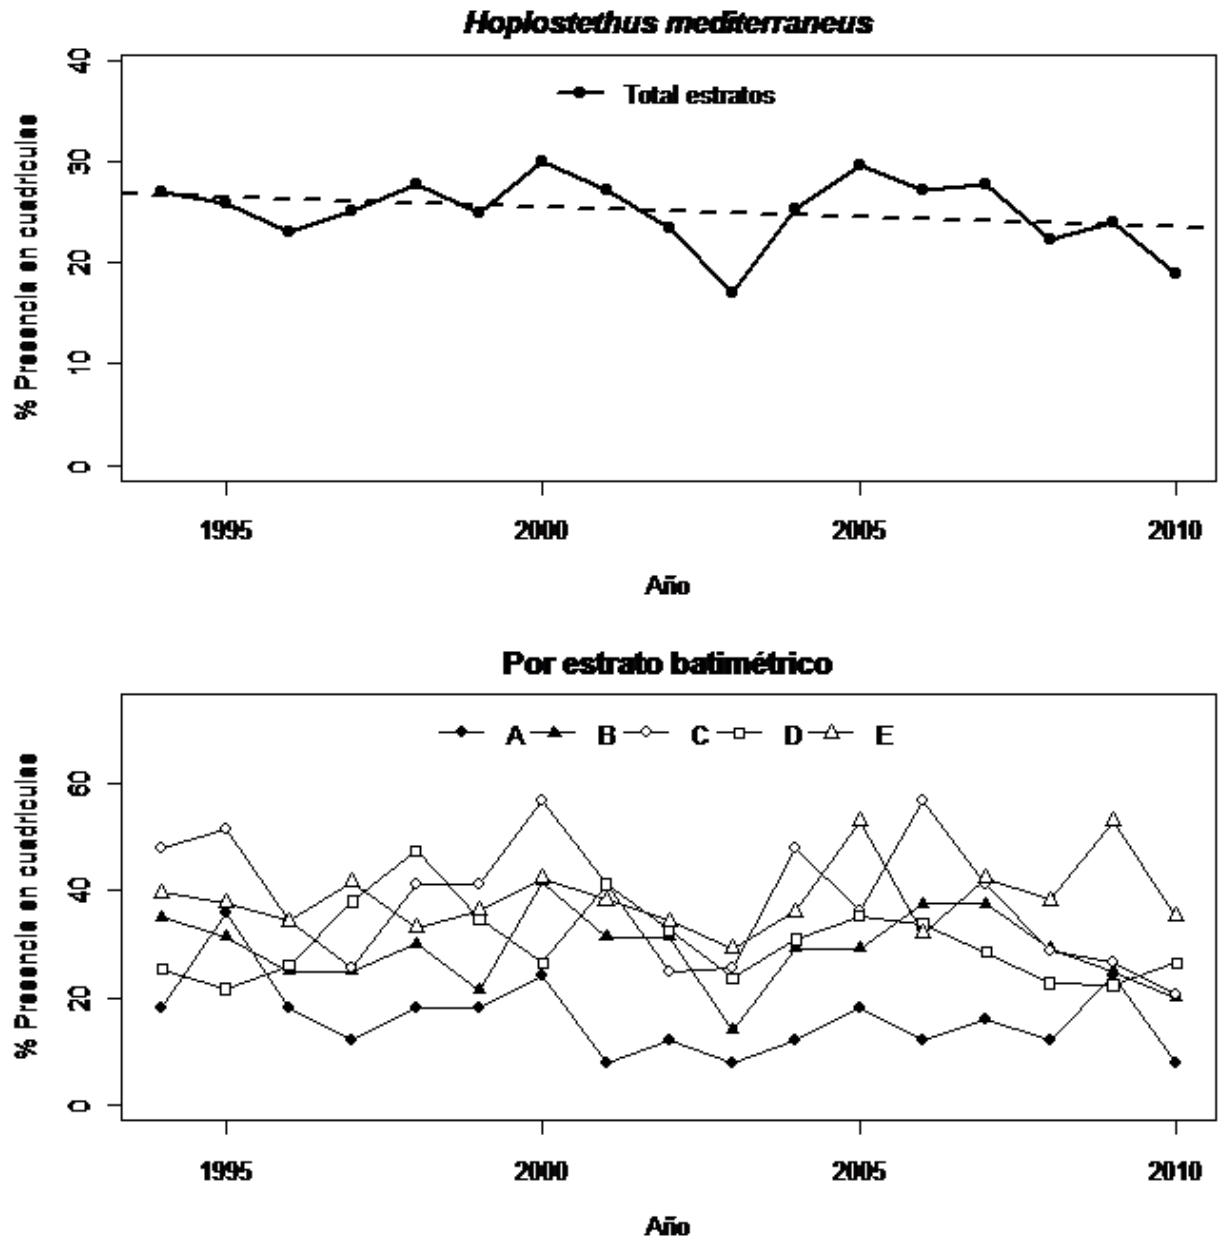 Hoplostethus mediterraneus
Total estratos
% Presencia en cuadriculas
40
30
20
10
0
1995 2000 2005 2010
Año
Por estrato batimétrico
A B C D E
% Presencia en cuadriculas
60
40
20
0
1995 2000 2005 2010
Año